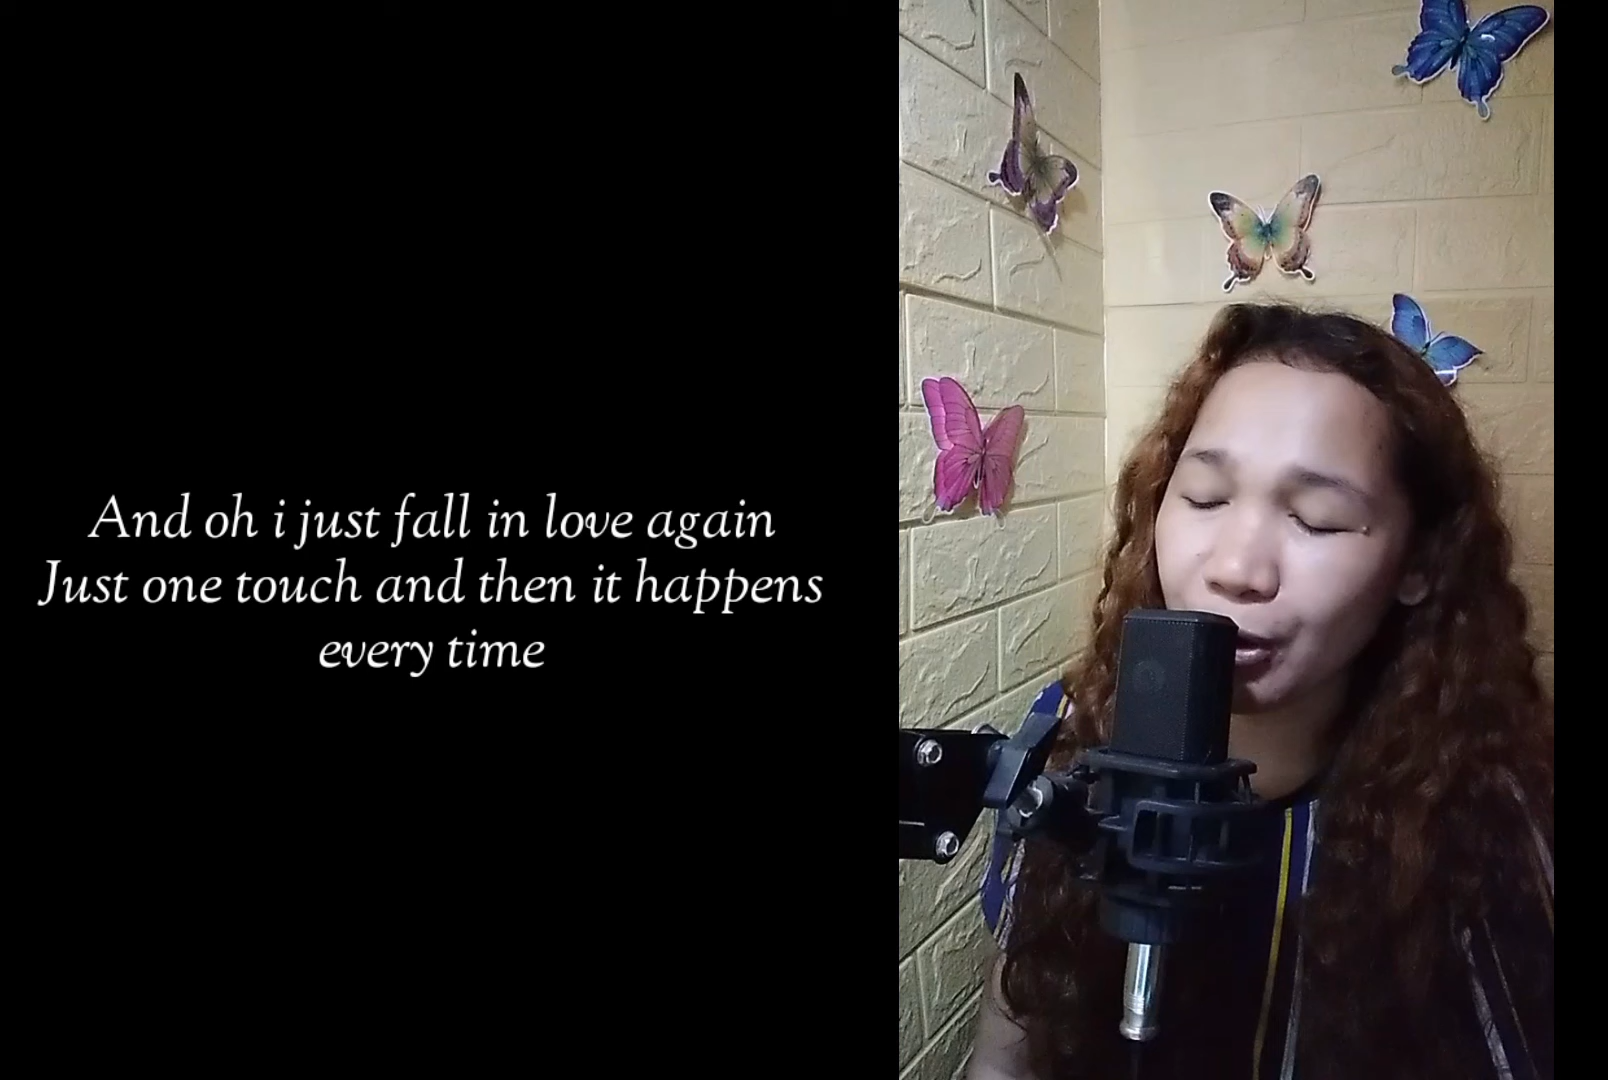 And oh i just fall in love again
Just one touch and then it happens
every time